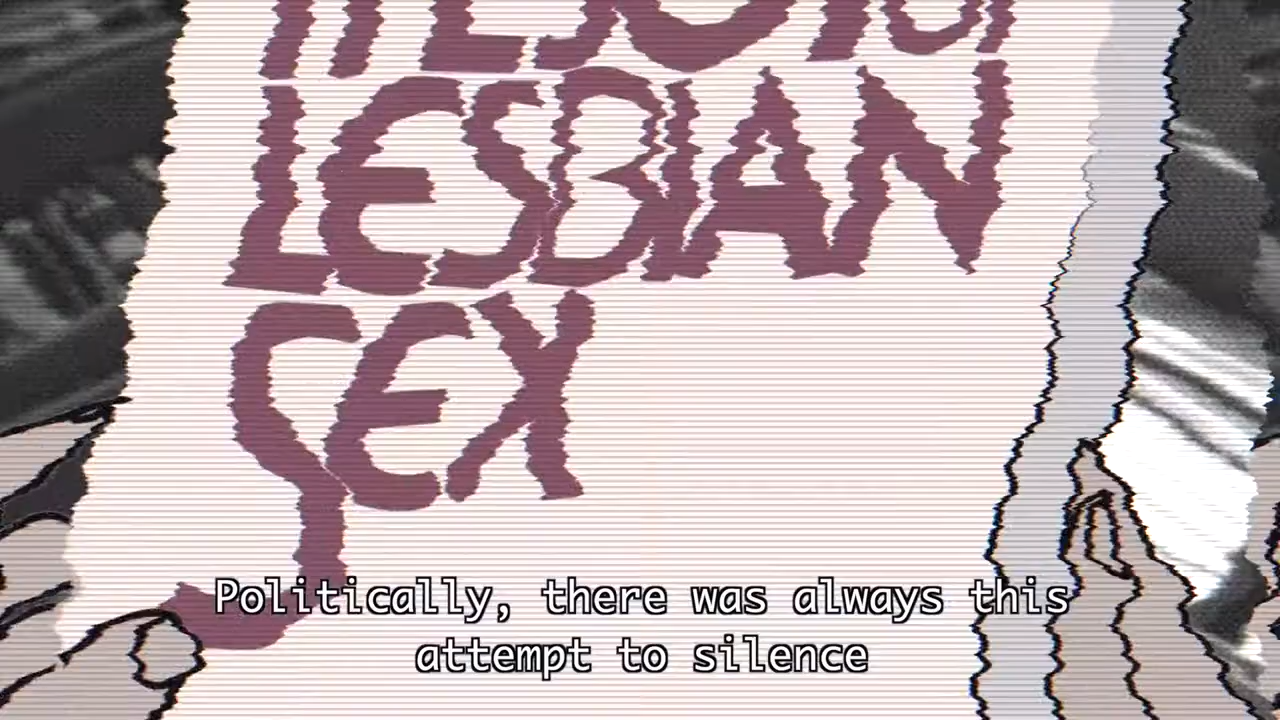 LESBIAN
SEX
Politically, there was always this
attempt to silence